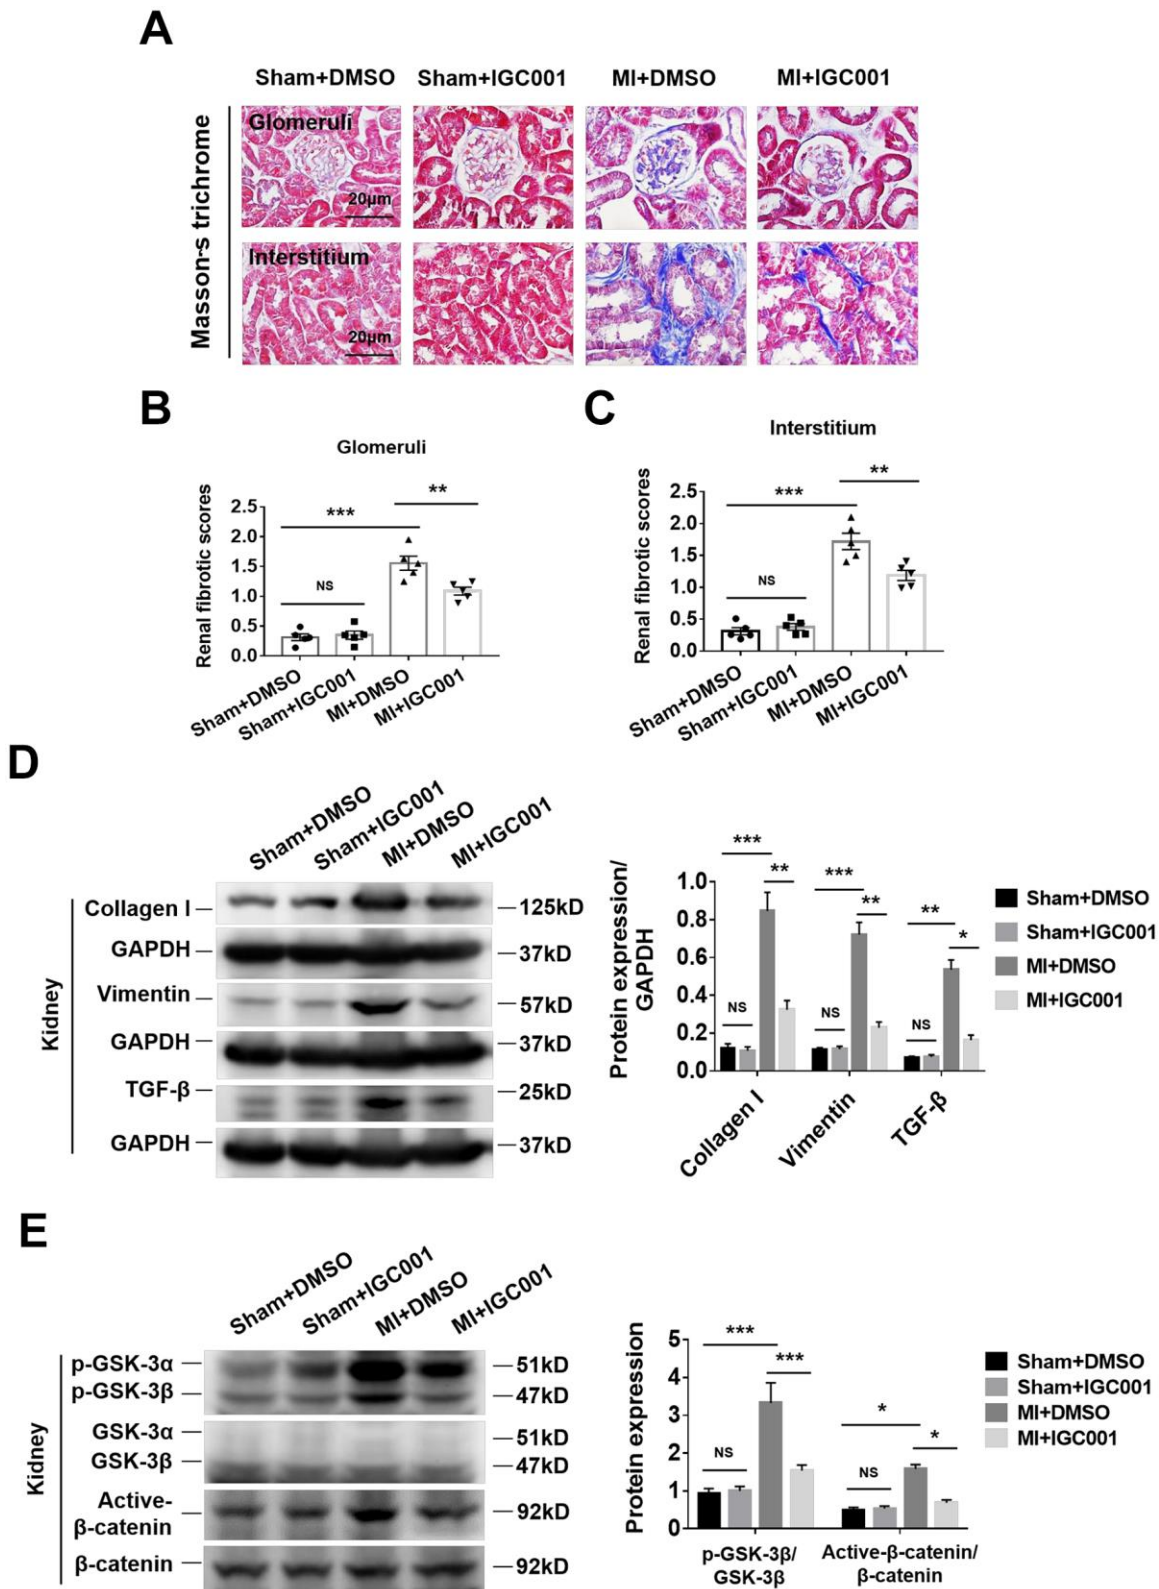 A
Sham+DMSO Sham+IGC001 MI+DMSO MI+IGC001
Masson-s trichrome
Glomeruli
20μm
Interstitium
20μm
B
Glomeruli
Renal fibrotic scores
2.5
2.0
1.5
1.0
0.5
0.0
NS
***
**
Sham+DMSO
Sham+IGC001
MI+DMSO
MI+IGC001
C
Interstitium
Renal fibrotic scores
2.5
2.0
1.5
1.0
0.5
0.0
NS
***
**
Sham+DMSO
Sham+IGC001
MI+DMSO
MI+IGC001
D
Sham+DMSO
Sham+IGC001
MI+DMSO
MI+IGC001
Kidney
Collagen I 125kD
GAPDH 37kD
Vimentin 57kD
GAPDH 37kD
TGF-β 25kD
GAPDH 37kD
Protein expression/
GAPDH
1.0
0.8
0.6
0.4
0.2
0.0
NS *** **
NS *** **
NS ** *
Collagen I
Vimentin
TGF-β
Sham+DMSO
Sham+IGC001
MI+DMSO
MI+IGC001
E
Sham+DMSO
Sham+IGC001
MI+DMSO
MI+IGC001
Kidney
p-GSK-3α 51kD
p-GSK-3β 47kD
GSK-3α 51kD
GSK-3β 47kD
Active-
β-catenin 92kD
β-catenin 92kD
Protein expression
5
4
3
2
1
0
NS *** ***
NS * *
p-GSK-3β/
GSK-3β
Active-β-catenin/
β-catenin
Sham+DMSO
Sham+IGC001
MI+DMSO
MI+IGC001